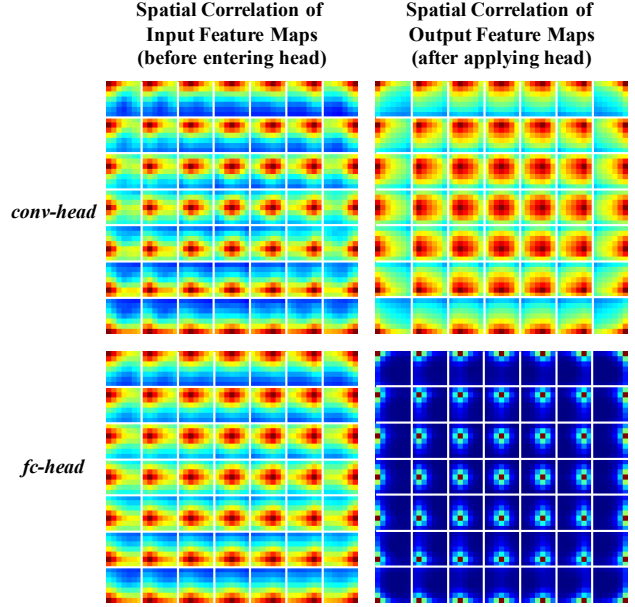 Spatial Correlation of
Input Feature Maps
(before entering head)
Spatial Correlation of
Output Feature Maps
(after applying head)
conv-head
fc-head